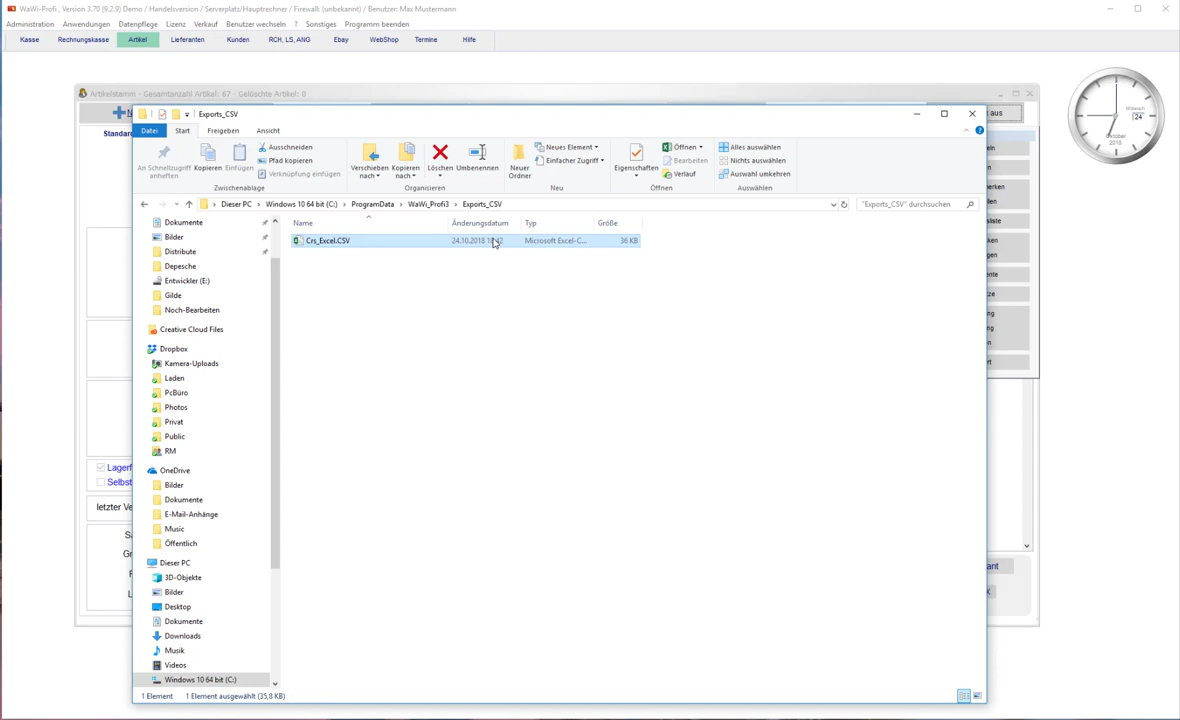 WaWi-Profi , Version 3.70 (9.2.9) Demo / Handelsversion / Serverplatz/Hauptrechner / Firewall: (unbekannt) / Benutzer: Max Mustermann
Administration Anwendungen Datenpflege Lizenz Verkauf Benutzer wechseln ? Sonstiges Programm beenden
Kasse Rechnungskasse Artikel Lieferanten Kunden RCH, LS, ANG Ebay WebShop Termine Hilfe
Artikelstamm - Gesamtanzahl Artikel: 67 - Gelöschte Artikel: 0
aus
Exports_CSV
Standar
Datei Start Freigeben Ansicht
An Schnellzugriff anheften
Kopieren
Einfügen
Ausschneiden
Pfad kopieren
Verknüpfung einfügen
Zwischenablage
Verschieben nach
Kopieren nach
Löschen
Umbenennen
Organisieren
Neuer Ordner
Neues Element
Einfacher Zugriff
Neu
Eigenschaften
Öffnen
Bearbeiten
Verlauf
Öffnen
Alles auswählen
Nichts auswählen
Auswahl umkehren
Auswählen
Dieser PC Windows 10 64 bit (C:) ProgramData WaWi_Profi3 Exports_CSV
"Exports_CSV" durchsuchen
Name Änderungsdatum Typ Größe
Crs_Excel.CSV 24.10.2018 Microsoft Excel-C... 36 KB
Dokumente
Bilder
Distribute
Depesche
Entwickler (E:)
Gilde
Noch-Bearbeiten
Creative Cloud Files
Dropbox
Kamera-Uploads
Laden
PcBüro
Photos
Privat
Public
RM
OneDrive
Bilder
Dokumente
E-Mail-Anhänge
Music
Öffentlich
Dieser PC
3D-Objekte
Bilder
Desktop
Dokumente
Downloads
Musik
Videos
Windows 10 64 bit (C:)
1 Element 1 Element ausgewählt (35,8 KB)
Lagerf
Selbst
letzter Ve
Mittwoch
24
Oktober
2018